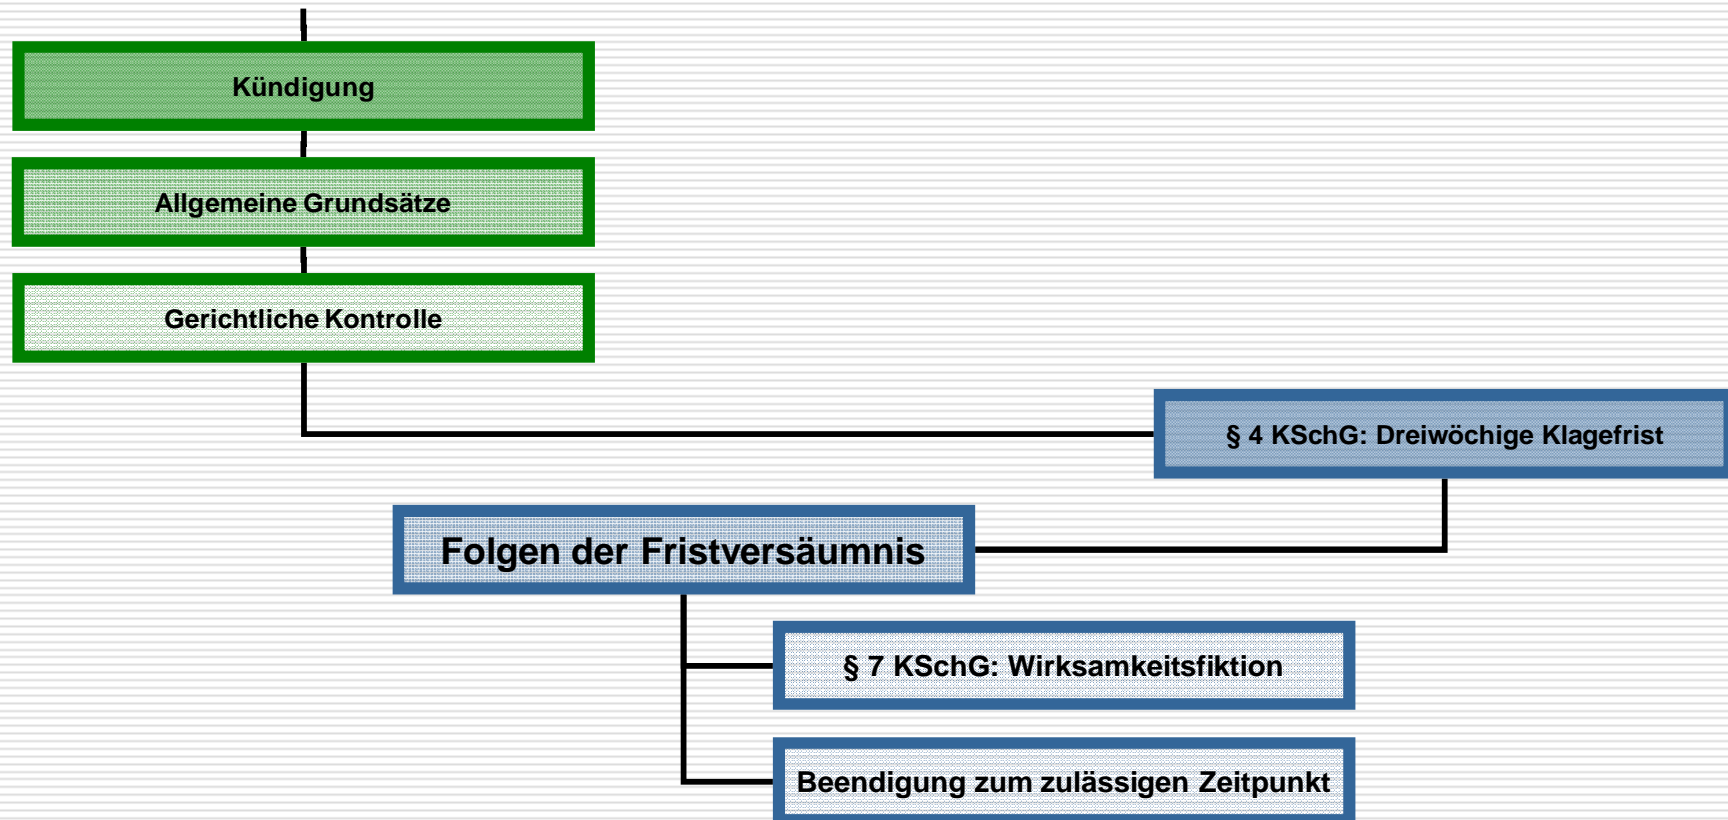 Kündigung
Allgemeine Grundsätze
Gerichtliche Kontrolle
§ 4 KSchG: Dreiwöchige Klagefrist
Folgen der Fristversäumnis
§ 7 KSchG: Wirksamkeitsfiktion
Beendigung zum zulässigen Zeitpunkt